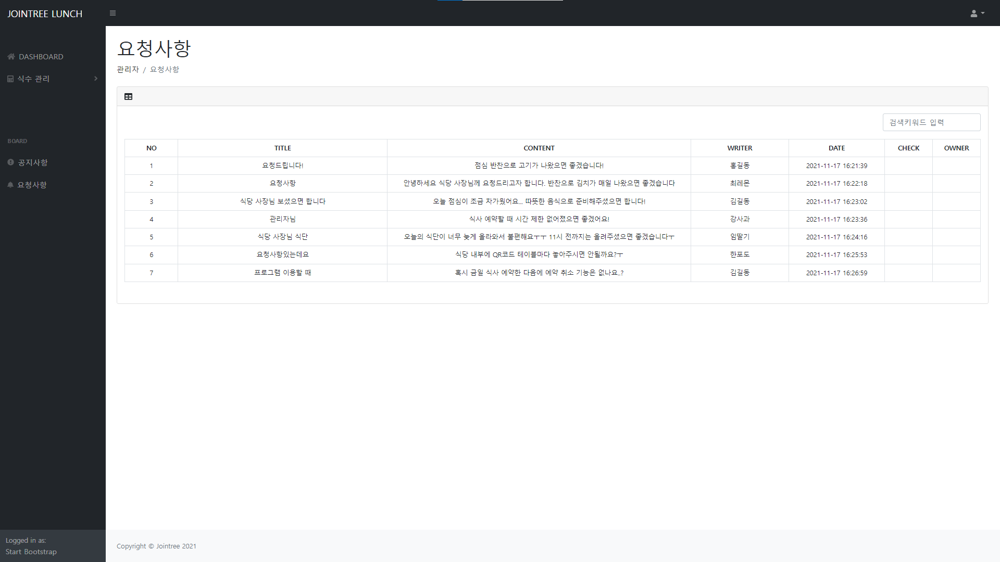 JOINTREE LUNCH
DASHBOARD
식수 관리
BOARD
공지사항
요청사항
Logged in as:
Start Bootstrap
요청사항
관리자 / 요청사항
검색키워드 입력
NO TITLE CONTENT WRITER DATE CHECK OWNER
1 요청드립니다! 점심 반찬으로 고기가 나왔으면 좋겠습니다! 홍길동 2021-11-17 16:21:39
2 요청사항 안녕하세요 식당 사장님께 요청드리고자 합니다. 반찬으로 김치가 매일 나왔으면 좋겠습니다 최레몬 2021-11-17 16:22:18
3 식당 사장님 보셨으면 합니다 오늘 점심이 조금 차가웠어요... 따뜻한 음식으로 준비해주셨으면 합니다! 김길동 2021-11-17 16:23:02
4 관리자님 식사 예약할 때 시간 제한 없어졌으면 좋겠어요! 강사과 2021-11-17 16:23:36
5 식당 사장님 식단 오늘의 식단이 너무 늦게 올라와서 불편해요ㅜㅜ 11시 전까지는 올려주셨으면 좋겠습니다ㅜ 임딸기 2021-11-17 16:24:16
6 요청사항있는데요 식당 내부에 QR코드 테이블마다 놓아주시면 안될까요?ㅜ 한포도 2021-11-17 16:25:53
7 프로그램 이용할 때 혹시 금일 식사 예약한 다음에 예약 취소 기능은 없나요..? 김길동 2021-11-17 16:26:59
Copyright © Jointree 2021